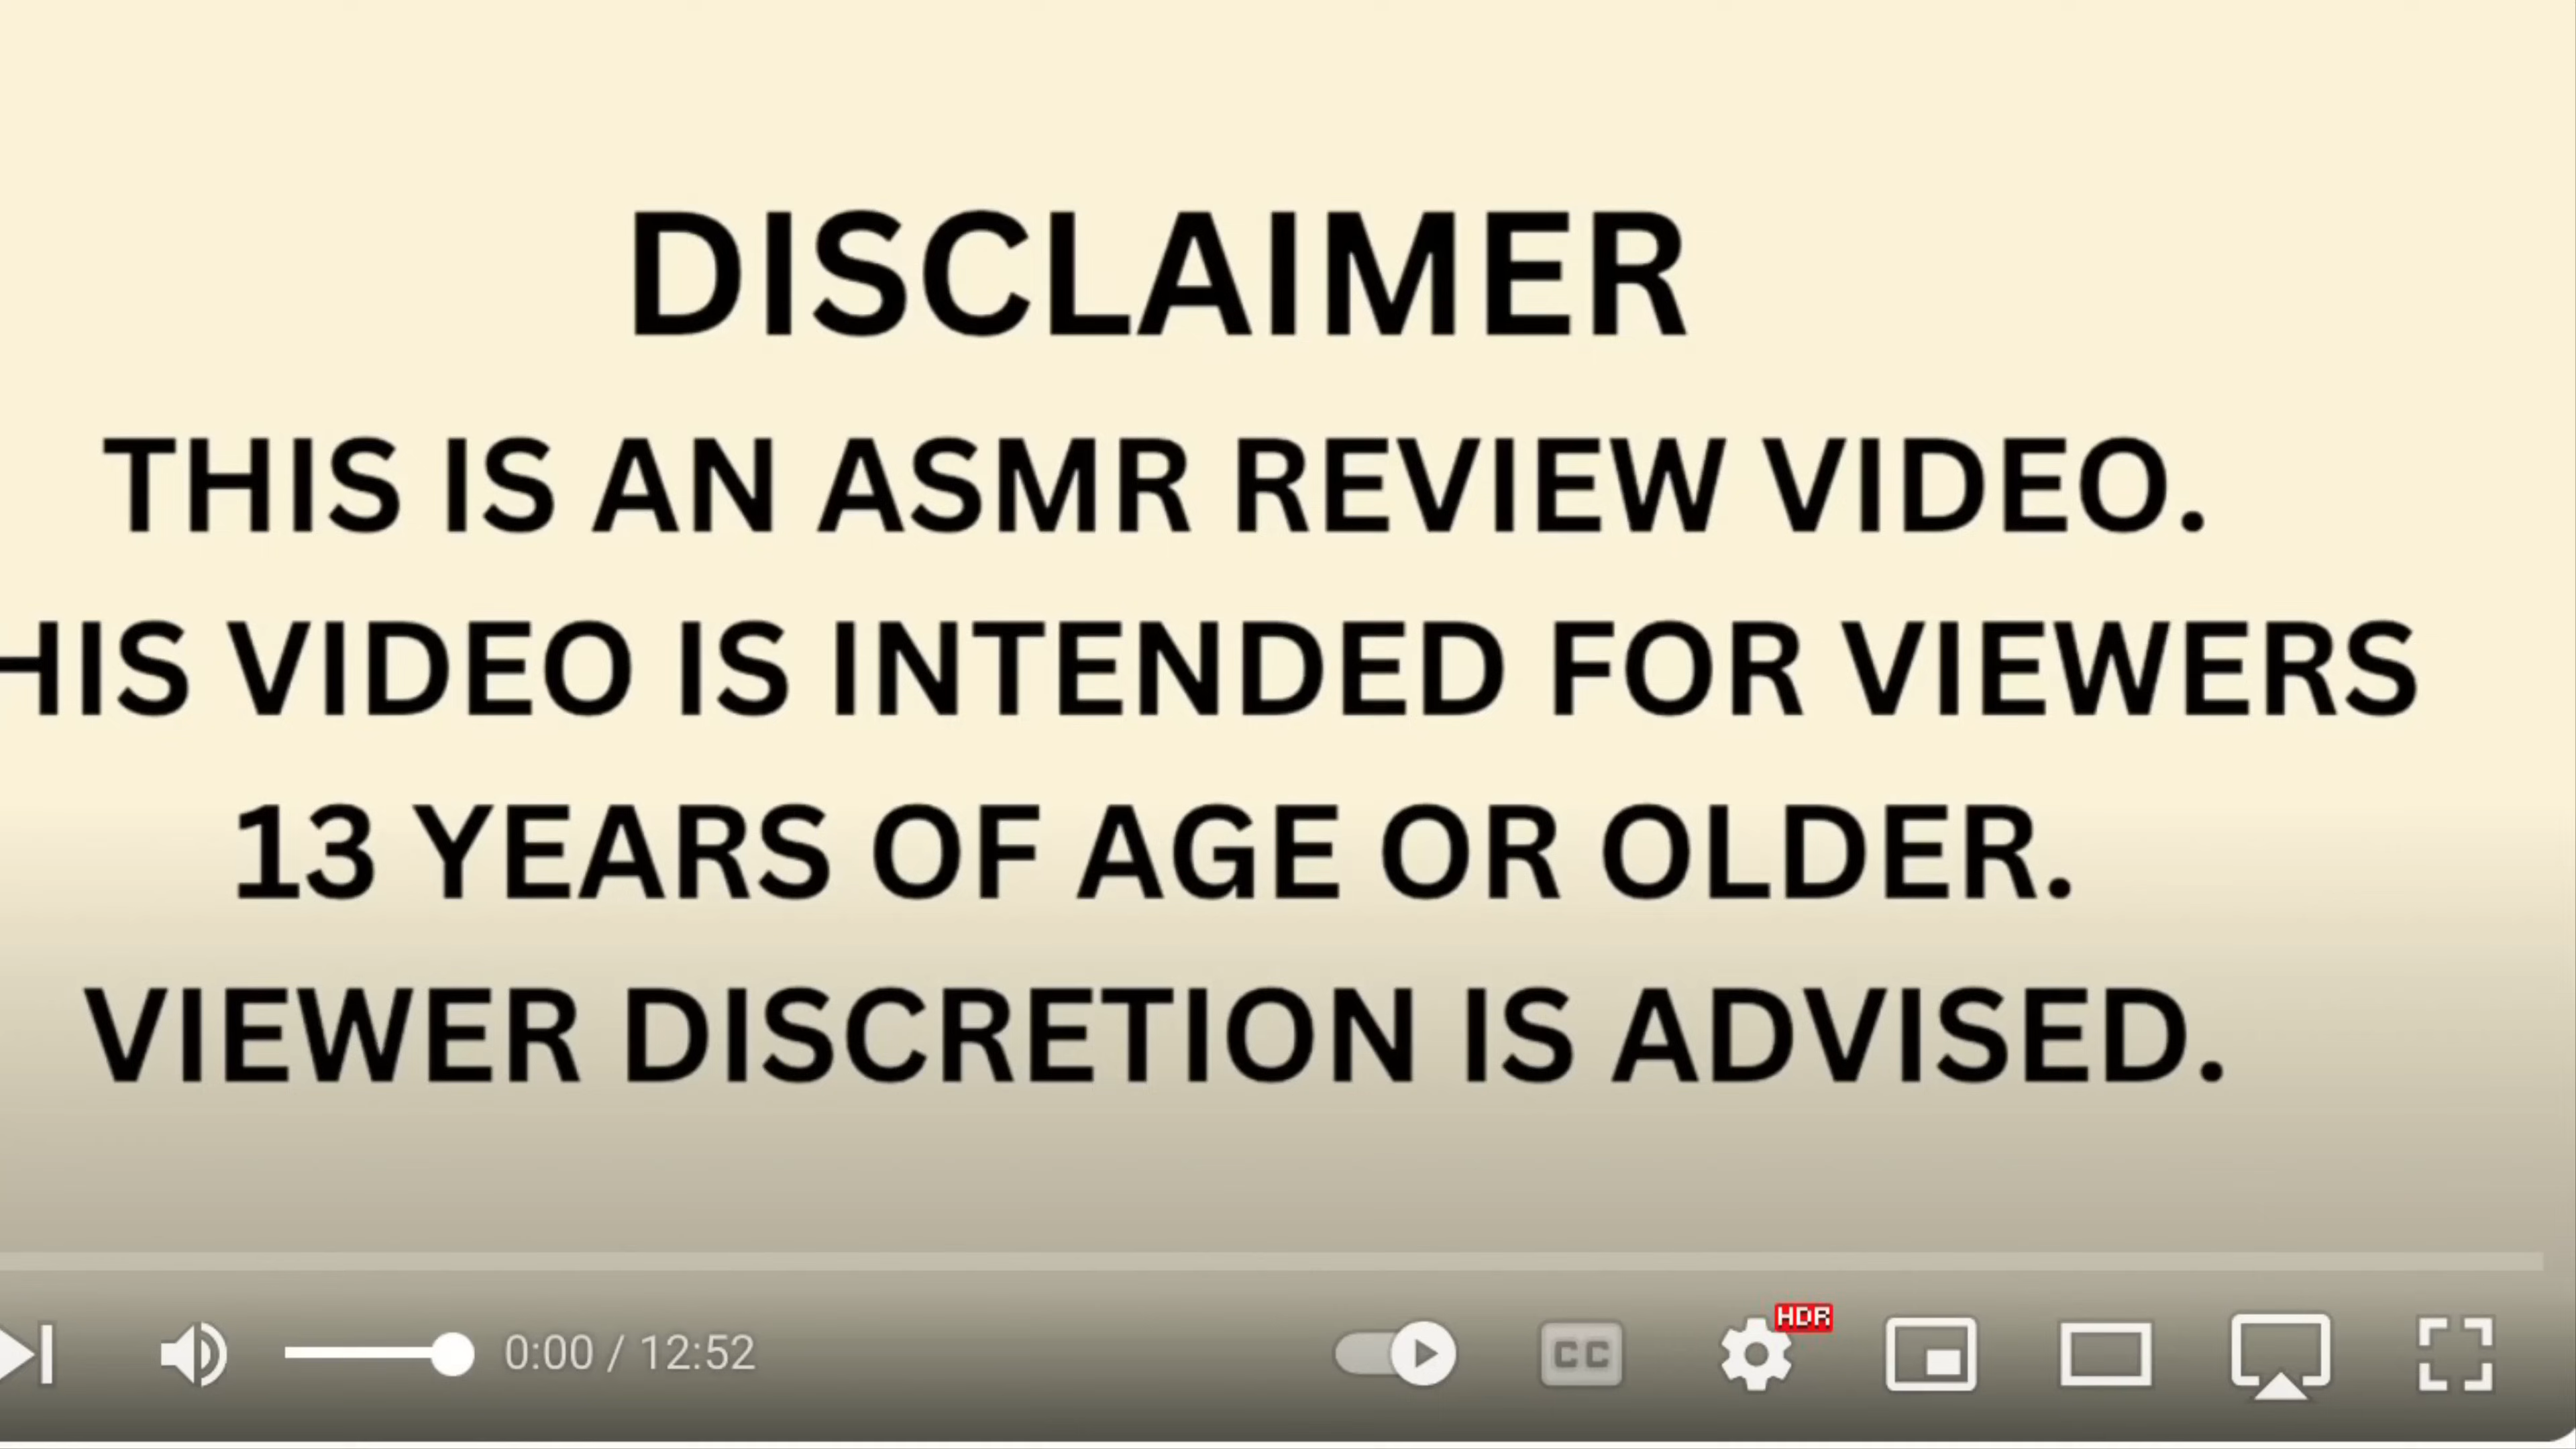 DISCLAIMER
THIS IS AN ASMR REVIEW VIDEO.
HIS VIDEO IS INTENDED FOR VIEWERS
13 YEARS OF AGE OR OLDER.
VIEWER DISCRETION IS ADVISED.
0:00 / 12:52
CC
HDR